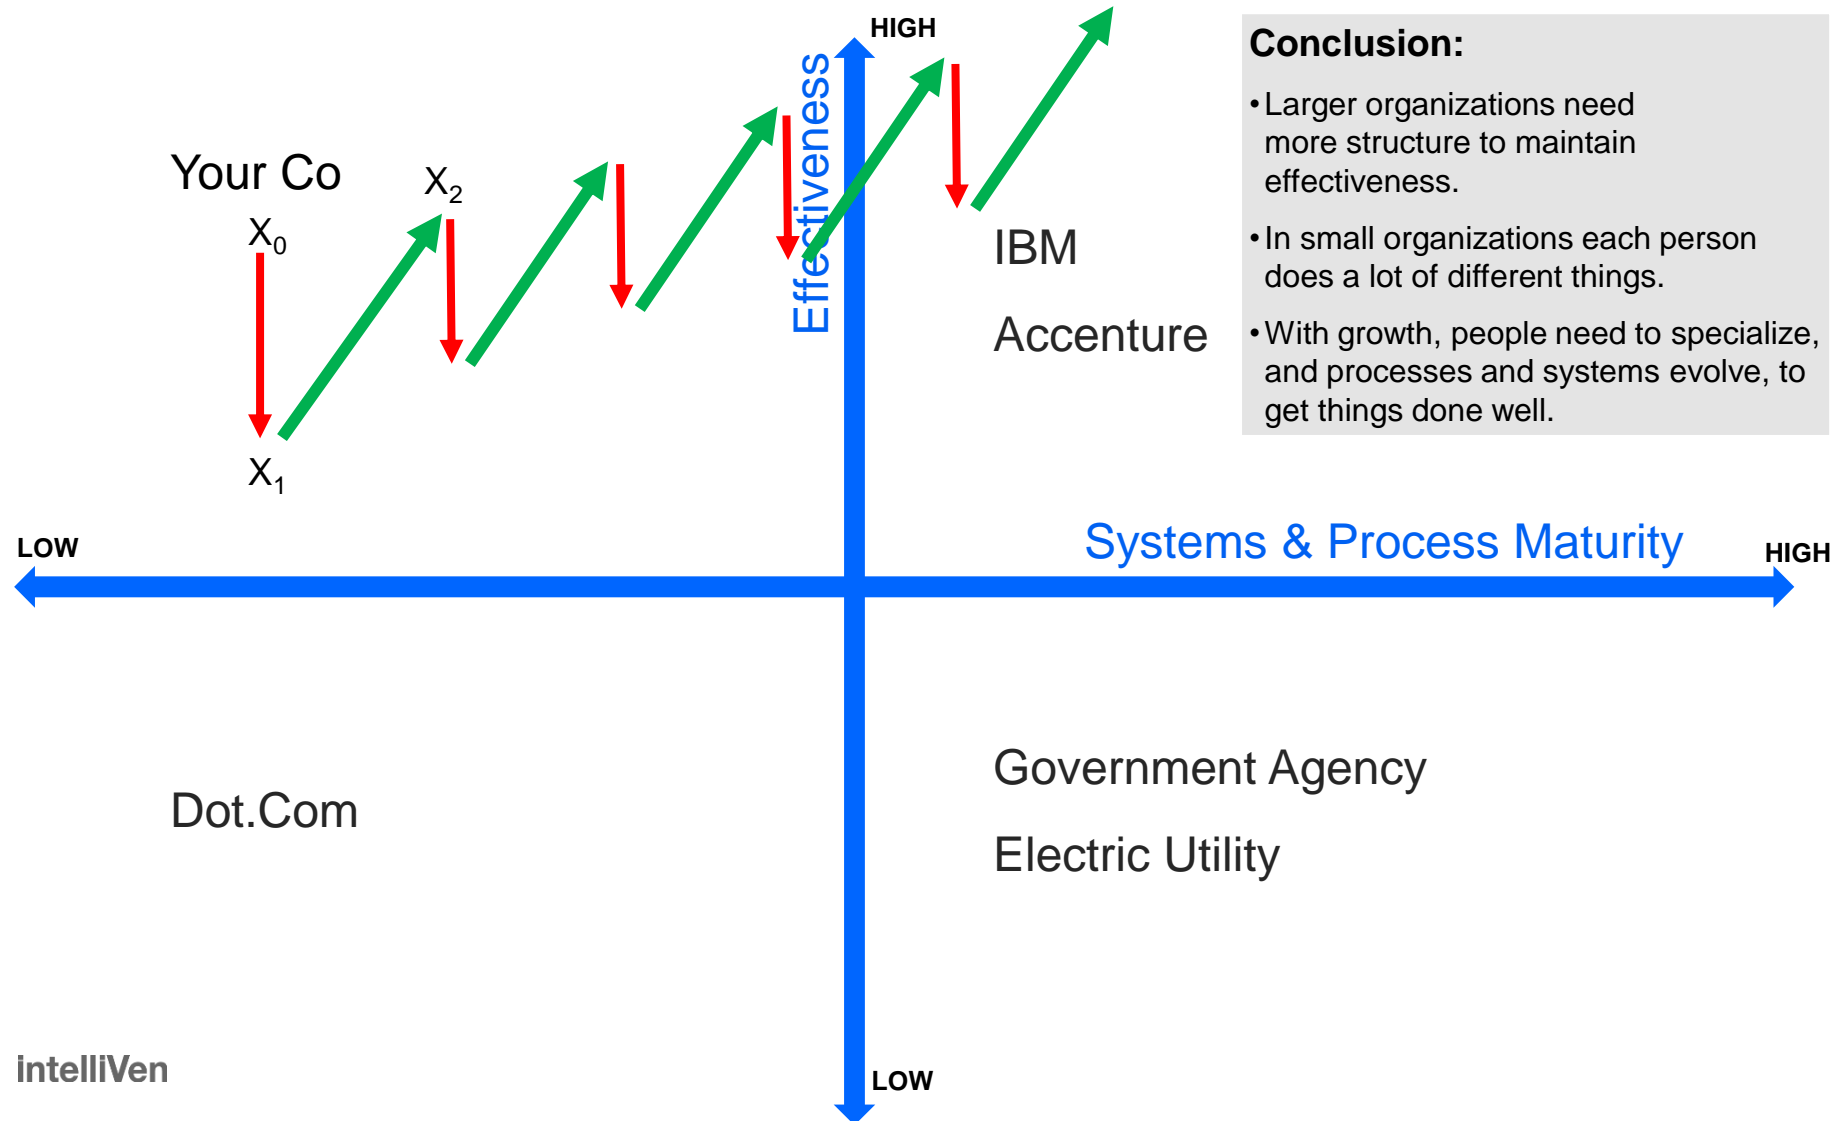 HIGH
Conclusion:
• Larger organizations need
more structure to maintain
effectiveness.
• In small organizations each person
does a lot of different things.
• With growth, people need to specialize,
and processes and systems evolve, to
get things done well.
Effectiveness
Your Co
X₀
X₂
X₁
IBM
Accenture
LOW
Systems & Process Maturity
HIGH
Dot.Com
Government Agency
Electric Utility
intelliVen
LOW